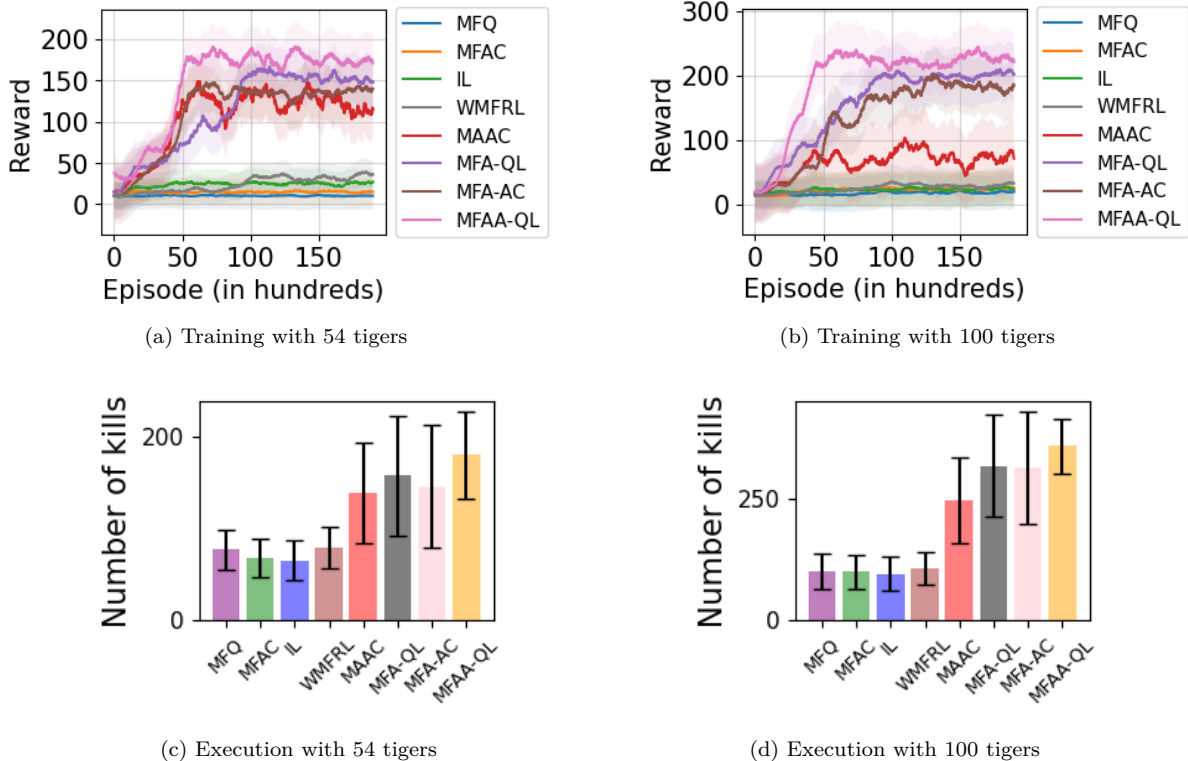 200
150
100
50
0
Reward
0 50 100 150
Episode (in hundreds)
MFQ
MFAC
IL
WMFRL
MAAC
MFA-QL
MFA-AC
MFAA-QL
(a) Training with 54 tigers
300
200
100
0
Reward
0 50 100 150
Episode (in hundreds)
MFQ
MFAC
IL
WMFRL
MAAC
MFA-QL
MFA-AC
MFAA-QL
(b) Training with 100 tigers
Number of kills
200
0
MFQ
MFAC
IL
WMFRL
MAAC
MFA-QL
MFA-AC
MFAA-QL
(c) Execution with 54 tigers
Number of kills
250
0
MFQ
MFAC
IL
WMFRL
MAAC
MFA-QL
MFA-AC
MFAA-QL
(d) Execution with 100 tigers